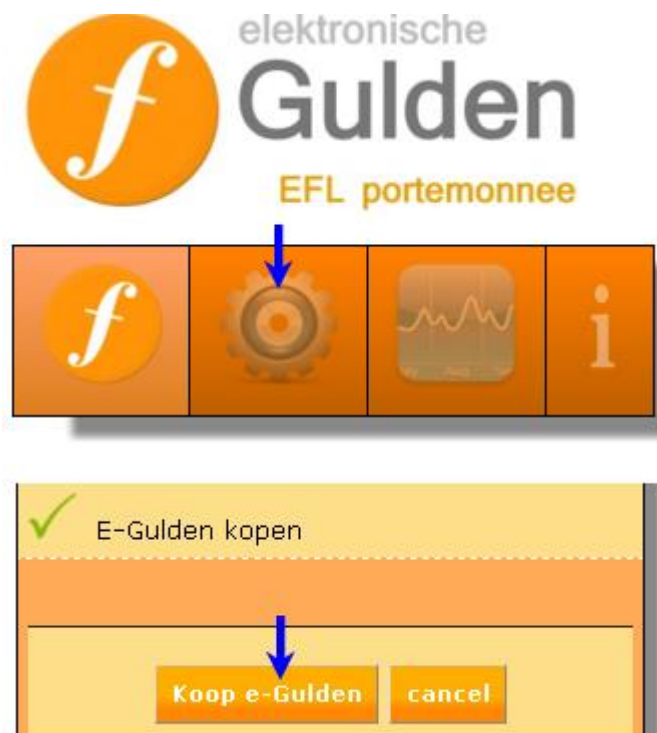 elektronische
Gulden
EFL portemonnee
f
i
E-Gulden kopen
Koop e-Gulden cancel